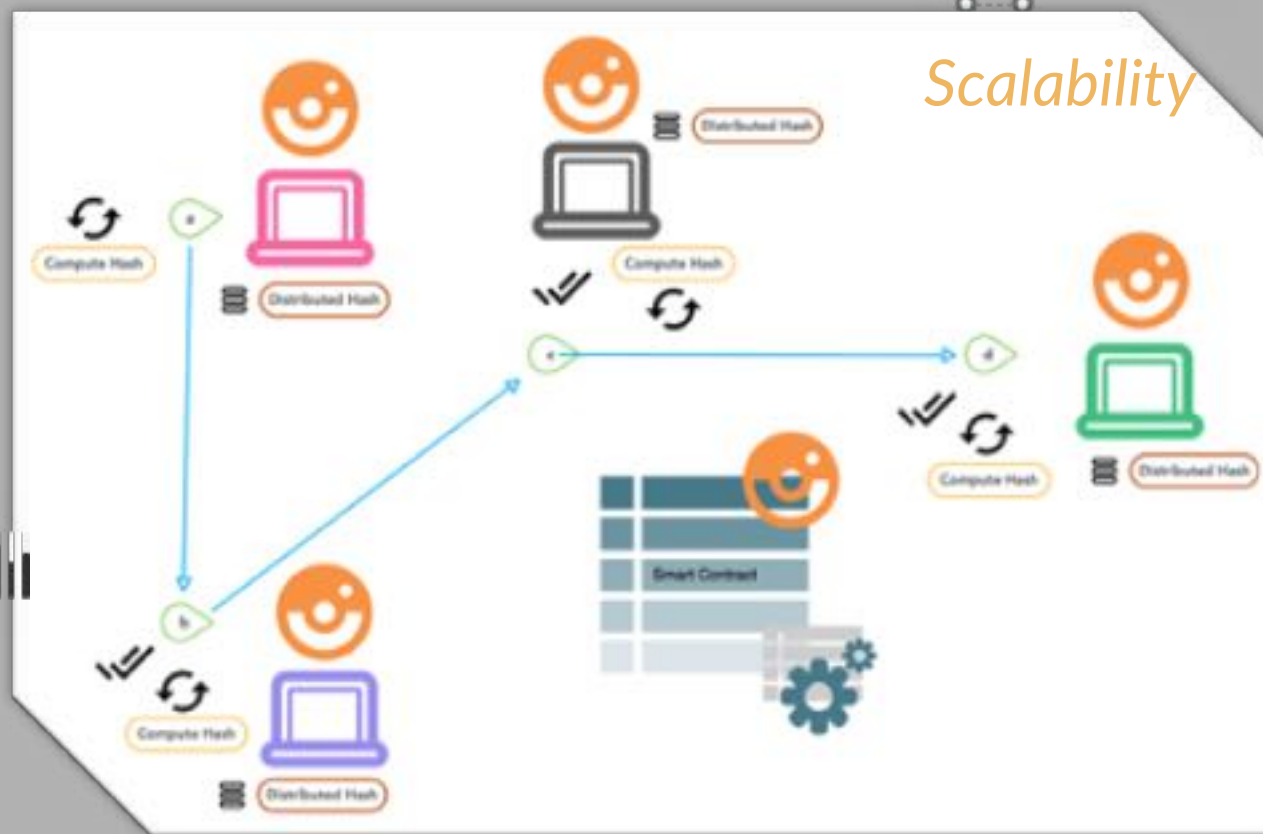 Scalability
Distributed Hash
a
Compute Hash
Compute Hash
Distributed Hash
c
d
Distributed Hash
Compute Hash
Smart Contract
b
Compute Hash
Distributed Hash